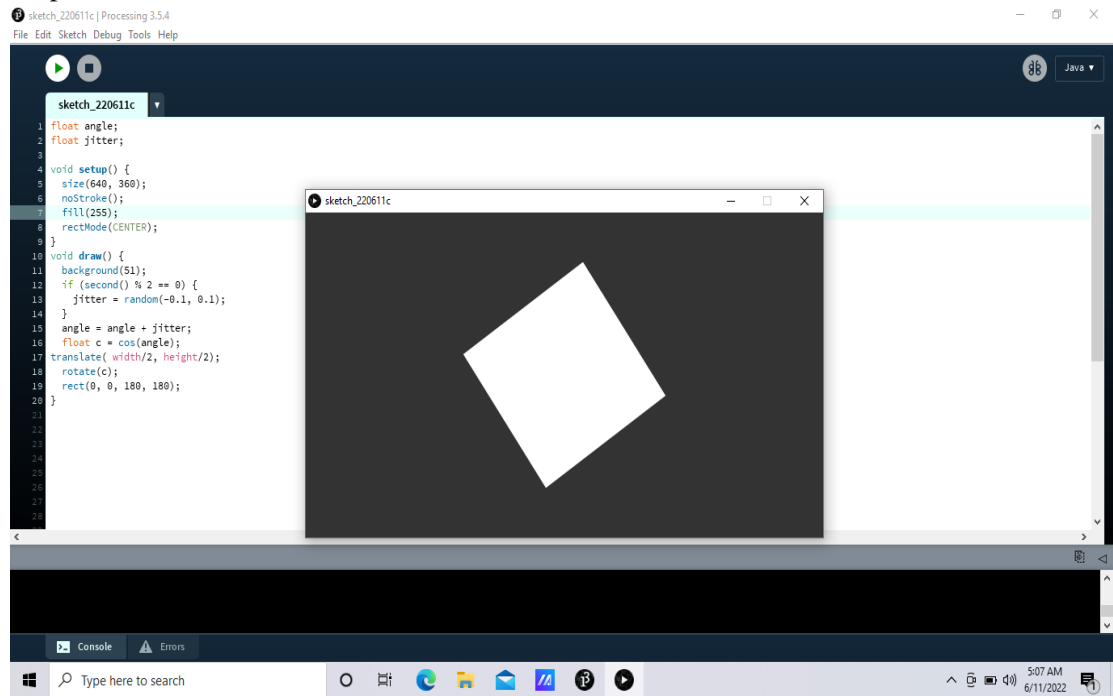 sketch_220611c | Processing 3.5.4
File Edit Sketch Debug Tools Help
Java ▾
sketch_220611c ▾
1 float angle;
2 float jitter;
3
4 void setup() {
5 size(640, 360);
6 noStroke();
7 fill(255);
8 rectMode(CENTER);
9 }
10 void draw() {
11 background(51);
12 if (second() % 2 == 0) {
13 jitter = random(-0.1, 0.1);
14 }
15 angle = angle + jitter;
16 float c = cos(angle);
17 translate( width/2, height/2);
18 rotate(c);
19 rect(0, 0, 180, 180);
20 }
21
22
23
24
25
26
27
28
sketch_220611c
Console Errors
Type here to search
5:07 AM
6/11/2022
1